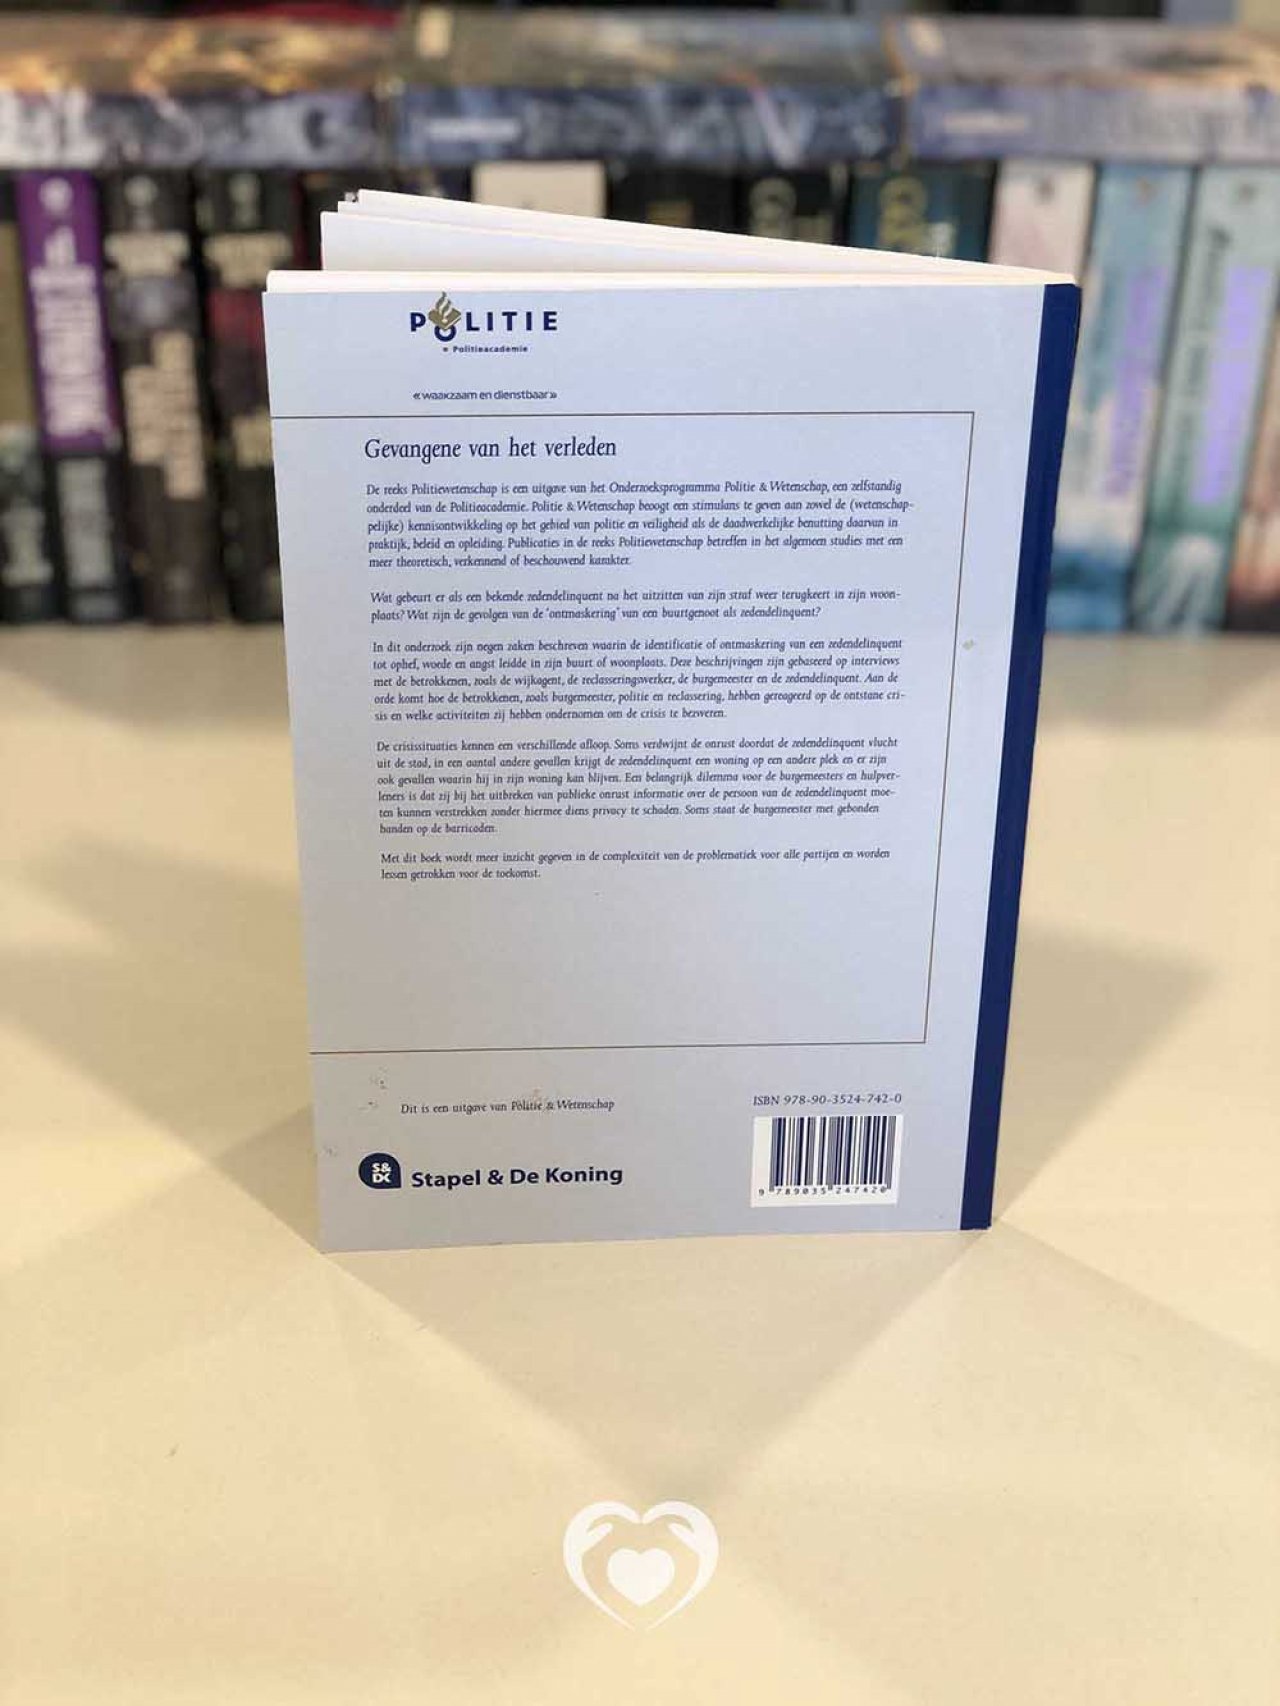 POLITIE
Politieacademie
«waakzaam en dienstbaar»
Gevangene van het verleden
De reeks Politiewetenschap is een uitgave van het Onderzoeksprogramma Politie & Wetenschap, een zelfstandig
onderdeel van de Politieacademie. Politie & Wetenschap beoogt een stimulans te geven aan zowel de (wetenschap-
pelijke) kennisontwikkeling op het gebied van politie en veiligheid als de daadwerkelijke benutting daarvan in
praktijk, beleid en opleiding. Publicaties in de reeks Politiewetenschap betreffen in het algemeen studies met een
meer theoretisch, verkennend of beschouwend karakter.
Wat gebeurt er als een bekende zedendelinquent na het uitzitten van zijn straf weer terugkeert in zijn woon-
plaats? Wat zijn de gevolgen van de 'ontmaskering' van een buurtgenoot als zedendelinquent?
In dit onderzoek zijn negen zaken beschreven waarin de identificatie of ontmaskering van een zedendelinquent
tot ophef, woede en angst leidde in zijn buurt of woonplaats. Deze beschrijvingen zijn gebaseerd op interviews
met de betrokkenen, zoals de wijkagent, de reclasseringswerker, de burgemeester en de zedendelinquent. Aan de
orde komt hoe de betrokkenen, zoals burgemeester, politie en reclassering, hebben gereageerd op de ontstane cri-
sis en welke activiteiten zij hebben ondernomen om de crisis te bezweren.
De crisissituaties kennen een verschillende afloop. Soms verdwijnt de onrust doordat de zedendelinquent vlucht
uit de stad, in een aantal andere gevallen krijgt de zedendelinquent een woning op een andere plek en er zijn
ook gevallen waarin hij in zijn woning kan blijven. Een belangrijk dilemma voor de burgemeesters en hulpver-
leners is dat zij bij het uitbreken van publieke onrust informatie over de persoon van de zedendelinquent moe-
ten kunnen verstrekken zonder hiermee diens privacy te schaden. Soms staat de burgemeester met gebonden
handen op de barricaden.
Met dit boek wordt meer inzicht gegeven in de complexiteit van de problematiek voor alle partijen en worden
lessen getrokken voor de toekomst.
Dit is een uitgave van Politie & Wetenschap
ISBN 978-90-3524-742-0
S&
DK
Stapel & De Koning
9 789035 247420